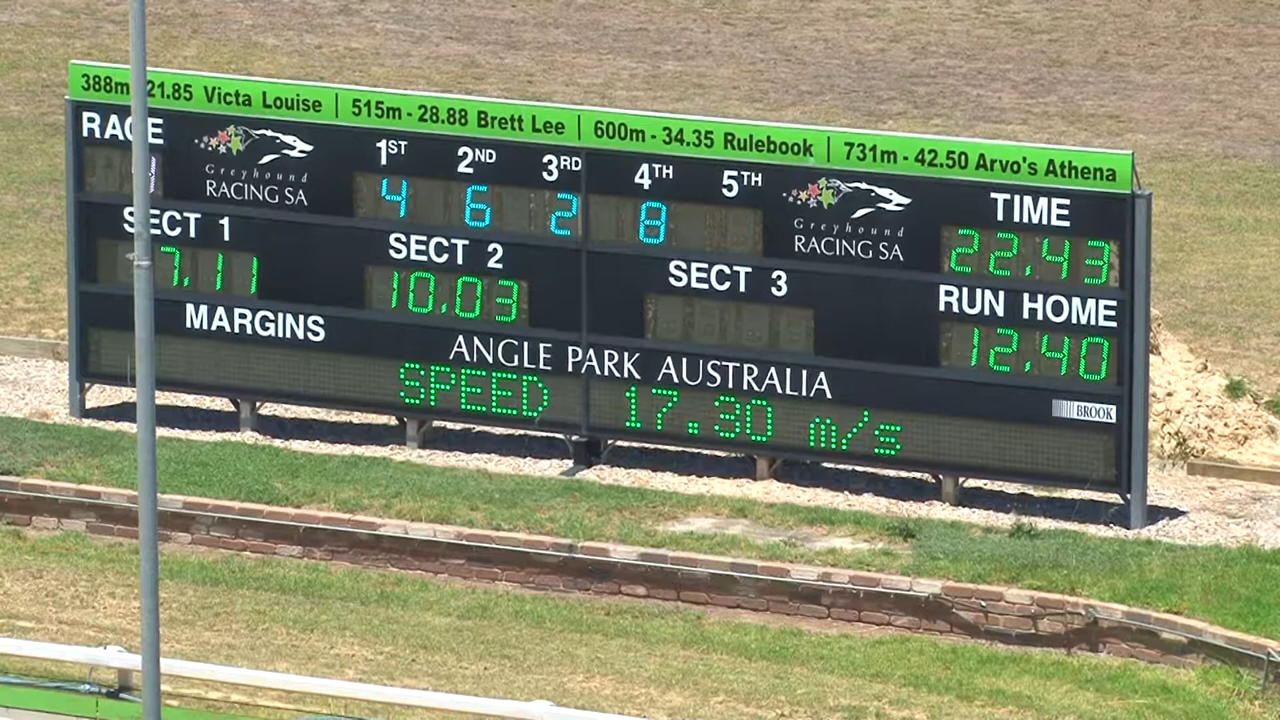 388m 21.85 Victa Louise | 515m - 28.88 Brett Lee | 600m - 34.35 Rulebook | 731m - 42.50 Arvo's Athena
RACE
Greyhound
RACING SA
1ST 2ND 3RD 4TH 5TH
4 6 2 8
Greyhound
RACING SA
TIME
22.43
SECT 1
7.11
SECT 2
10.03
SECT 3
RUN HOME
12.40
MARGINS
ANGLE PARK AUSTRALIA
BROOK
SPEED 17.30 m/s